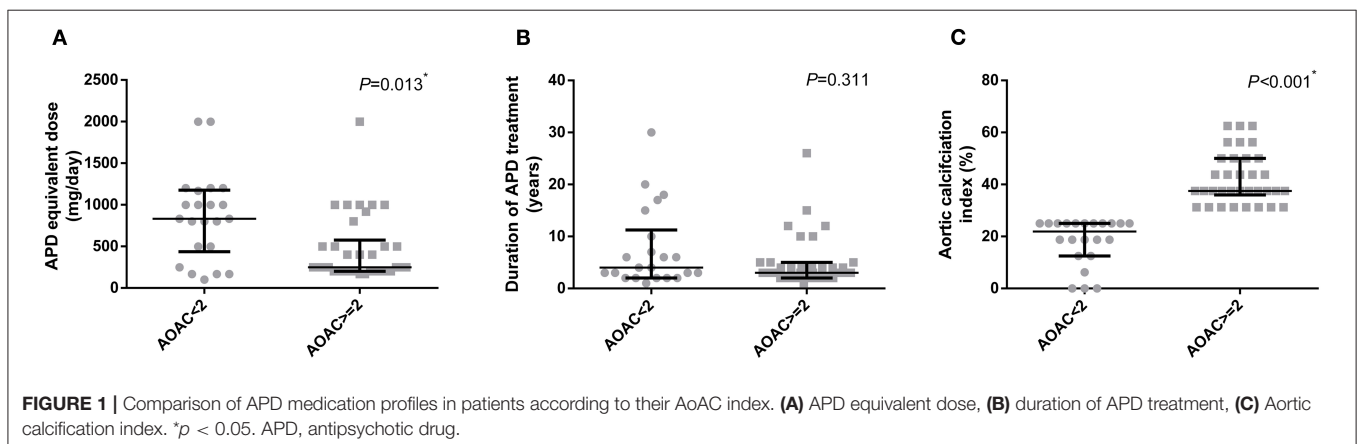 A
APD equivalent dose
(mg/day)
2500
2000
1500
1000
500
0
P=0.013*
AOAC<2
AOAC>=2
B
Duration of APD treatment
(years)
40
30
20
10
0
P=0.311
AOAC<2
AOAC>=2
C
Aortic calcifciation
index (%)
80
60
40
20
0
P<0.001*
AOAC<2
AOAC>=2
FIGURE 1 | Comparison of APD medication profiles in patients according to their AoAC index. (A) APD equivalent dose, (B) duration of APD treatment, (C) Aortic
calcification index. *p < 0.05. APD, antipsychotic drug.